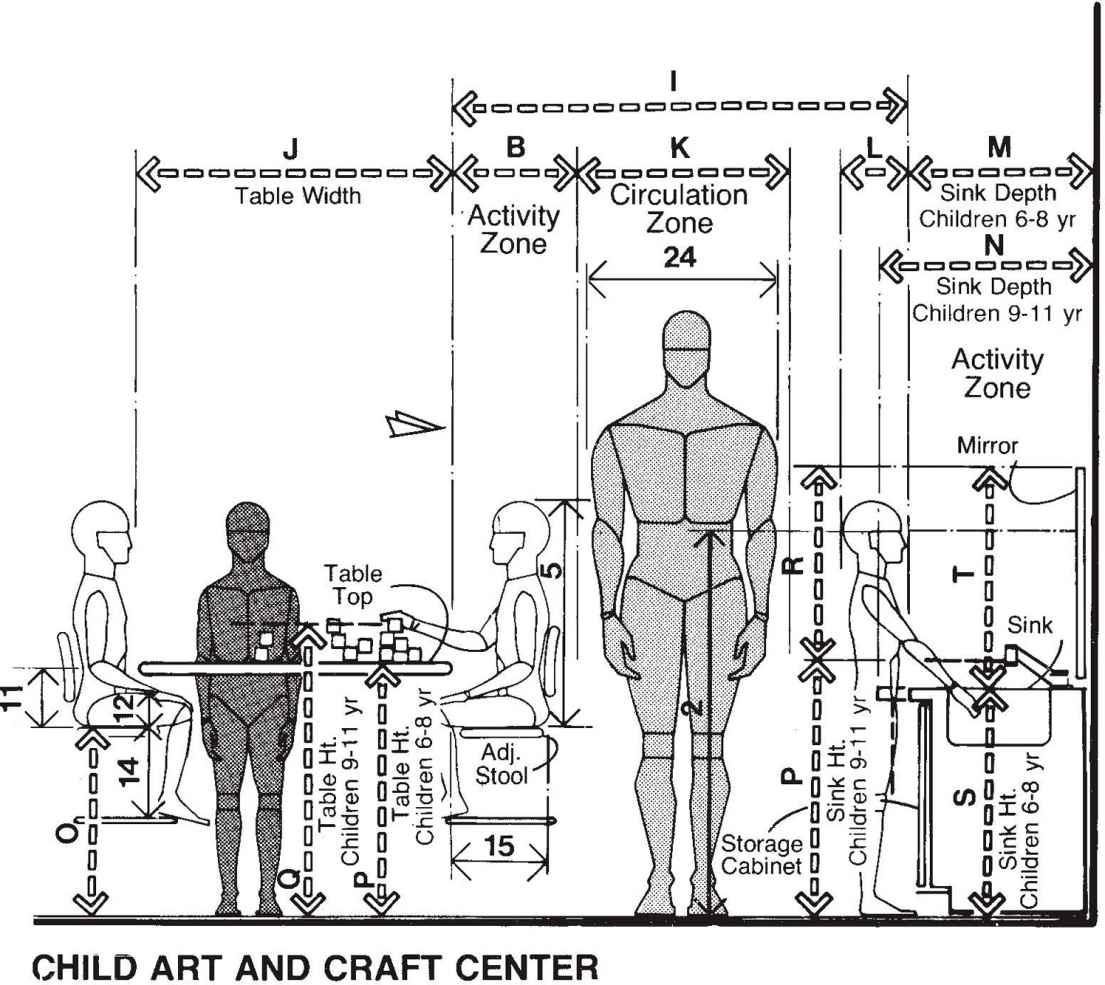 I
J
B
K
L
M
Table Width
Activity
Zone
Circulation
Zone
Sink Depth
Children 6-8 yr
24
N
Sink Depth
Children 9-11 yr
Activity
Zone
Mirror
Table
Top
5
R
T
Sink
11
12
14
O
Q
Table Ht.
Children 9-11 yr
P
Table Ht.
Children 6-8 yr
Adj.
Stool
15
2
P
Sink Ht.
Children 9-11 yr
Storage
Cabinet
S
Sink Ht.
Children 6-8 yr
CHILD ART AND CRAFT CENTER